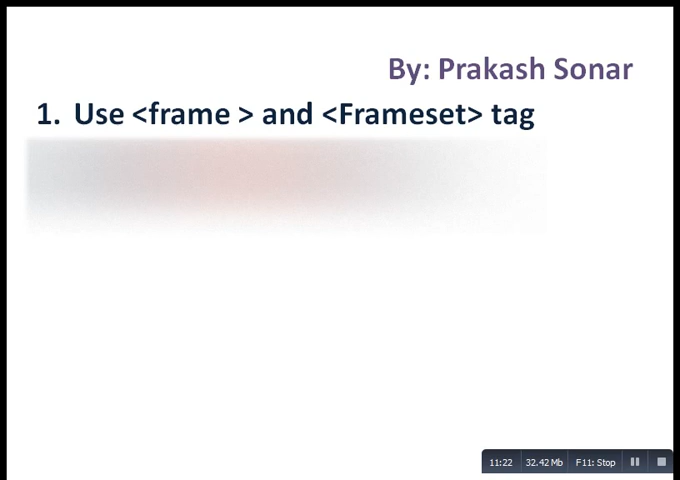 By: Prakash Sonar
1. Use <frame > and <Frameset> tag
11:22 32.42 Mb F11: Stop